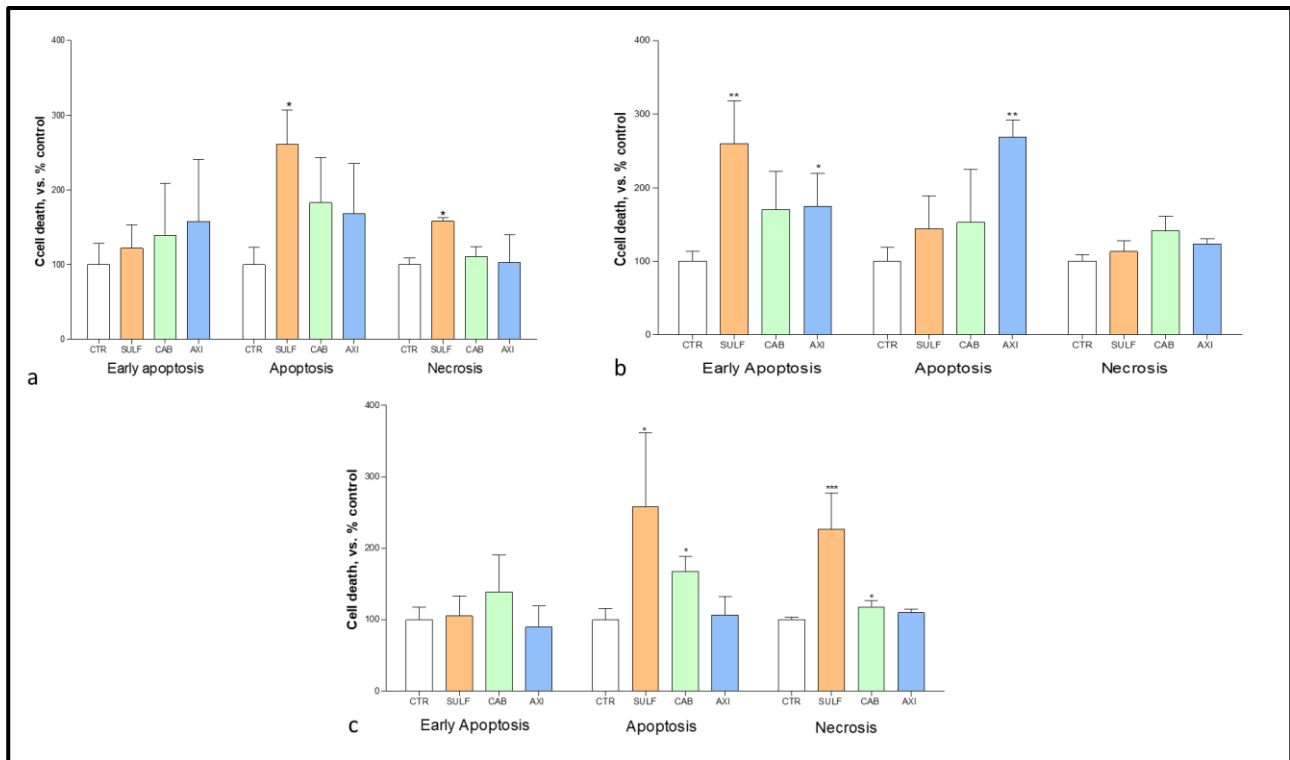 400
300
200
100
0
Ccell death, vs. % control
*
*
CTR SULF CAB AXI CTR SULF CAB AXI CTR SULF CAB AXI
Early apoptosis Apoptosis Necrosis
a
400
300
200
100
0
Ccell death, vs. % control
**
*
**
CTR SULF CAB AXI CTR SULF CAB AXI CTR SULF CAB AXI
Early Apoptosis Apoptosis Necrosis
b
400
300
200
100
0
Cell death, vs. % control
*
*
***
*
CTR SULF CAB AXI CTR SULF CAB AXI CTR SULF CAB AXI
Early Apoptosis Apoptosis Necrosis
c